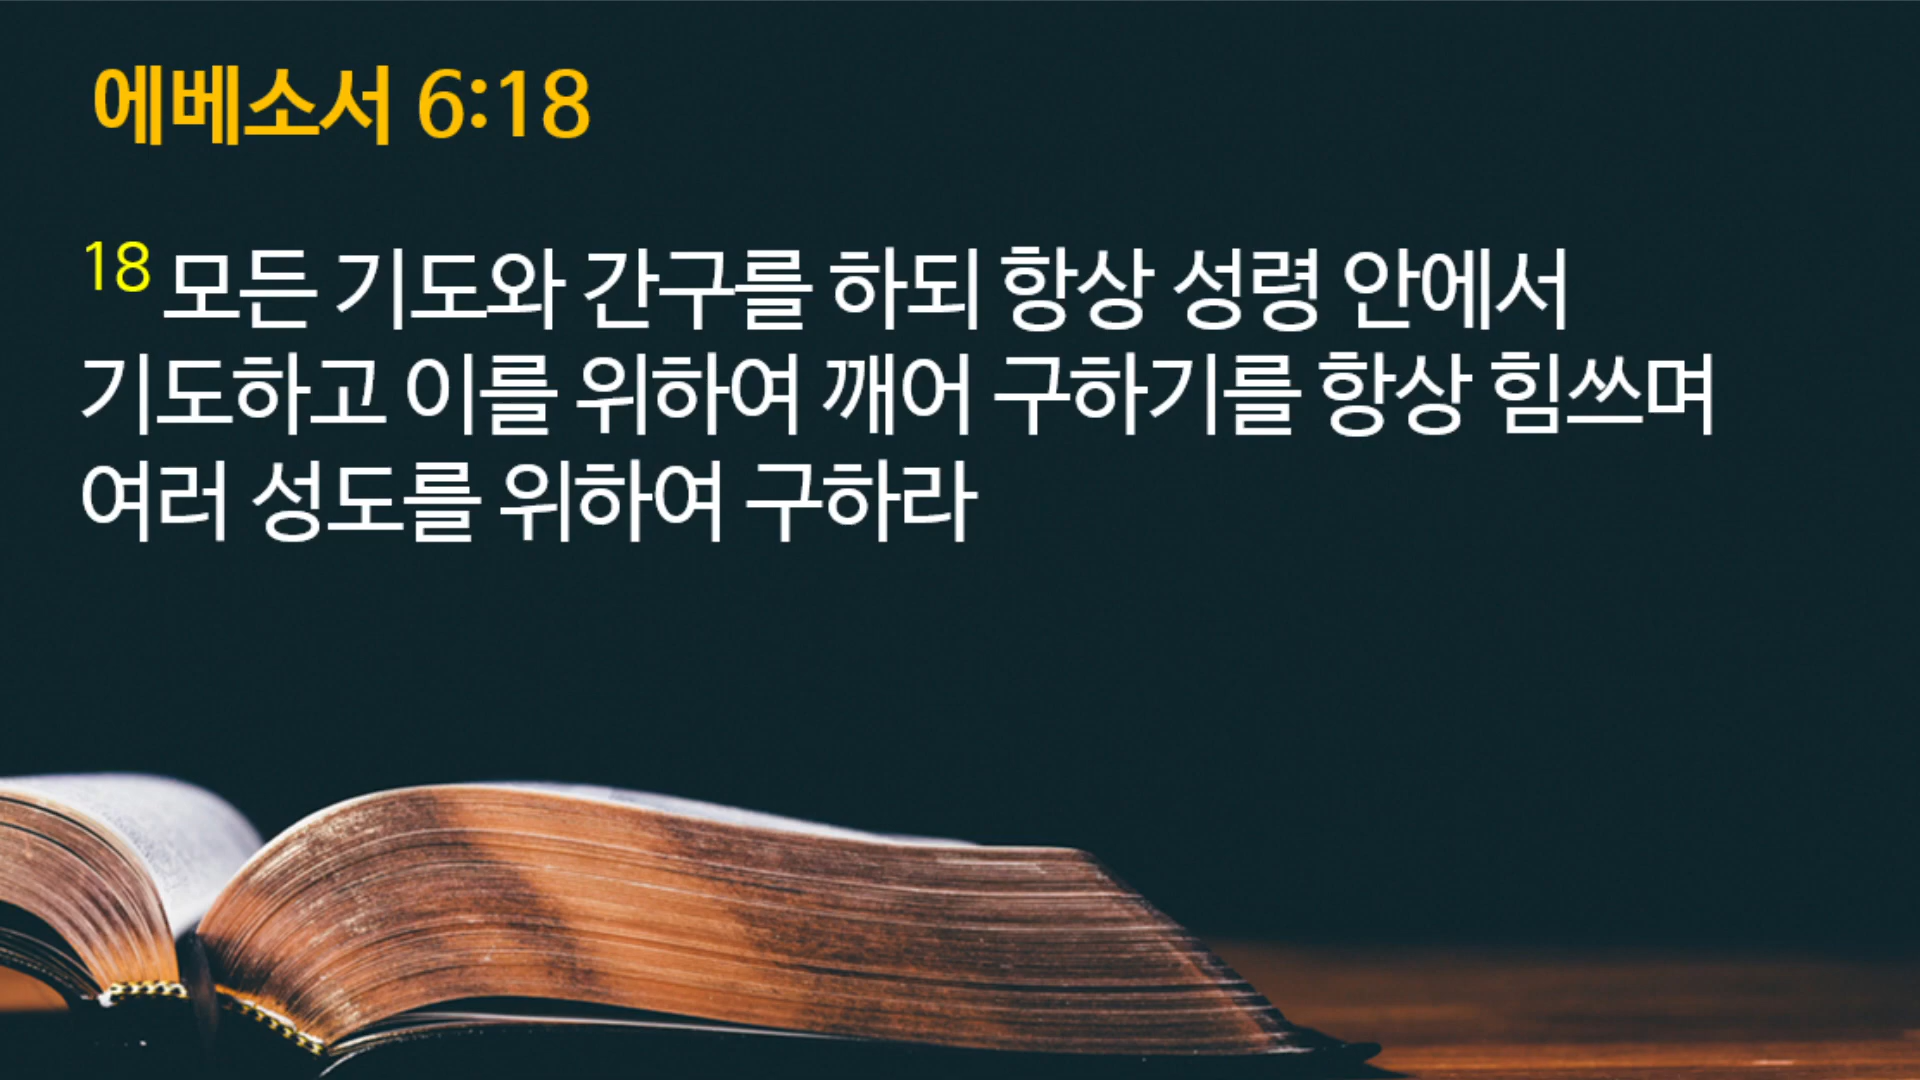 에베소서 6:18
18 모든 기도와 간구를 하되 항상 성령 안에서
기도하고 이를 위하여 깨어 구하기를 항상 힘쓰며
여러 성도를 위하여 구하라